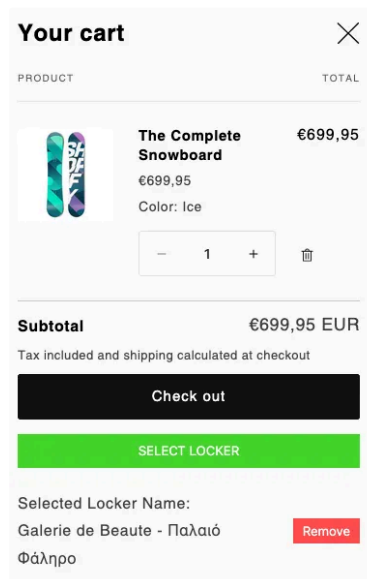 Your cart
PRODUCT TOTAL
The Complete €699,95
Snowboard
€699,95
Color: Ice
− 1 +
Subtotal €699,95 EUR
Tax included and shipping calculated at checkout
Check out
SELECT LOCKER
Selected Locker Name:
Galerie de Beaute - Παλαιό
Φάληρο
Remove